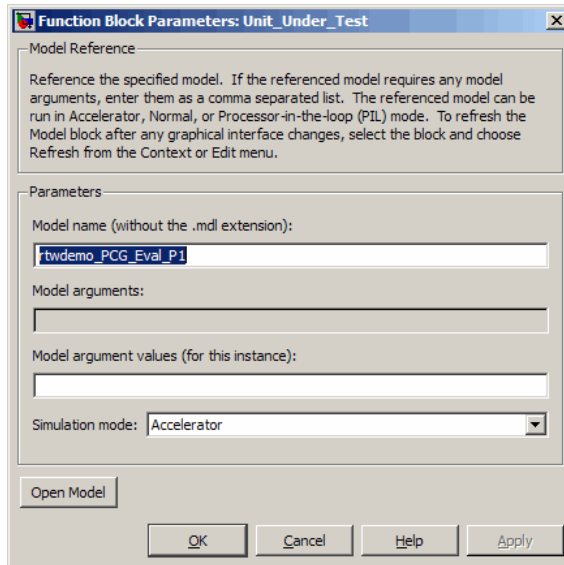 Function Block Parameters: Unit_Under_Test
Model Reference
Reference the specified model. If the referenced model requires any model
arguments, enter them as a comma separated list. The referenced model can be
run in Accelerator, Normal, or Processor-in-the-loop (PIL) mode. To refresh the
Model block after any graphical interface changes, select the block and choose
Refresh from the Context or Edit menu.
Parameters
Model name (without the .mdl extension):
rtwdemo_PCG_Eval_P1
Model arguments:
Model argument values (for this instance):
Simulation mode: Accelerator
Open Model
OK Cancel Help Apply